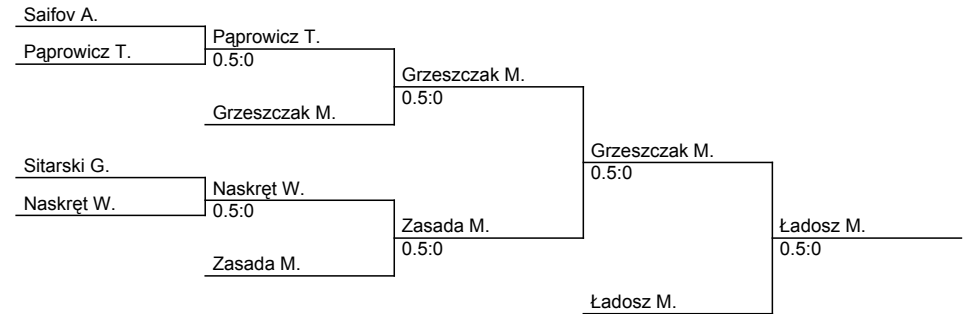 Saifov A.
Pąprowicz T.
Pąprowicz T.
0.5:0
Grzeszczak M.
Grzeszczak M.
0.5:0
Sitarski G.
Naskręt W.
Naskręt W.
0.5:0
Zasada M.
Zasada M.
0.5:0
Grzeszczak M.
0.5:0
Ładosz M.
Ładosz M.
0.5:0